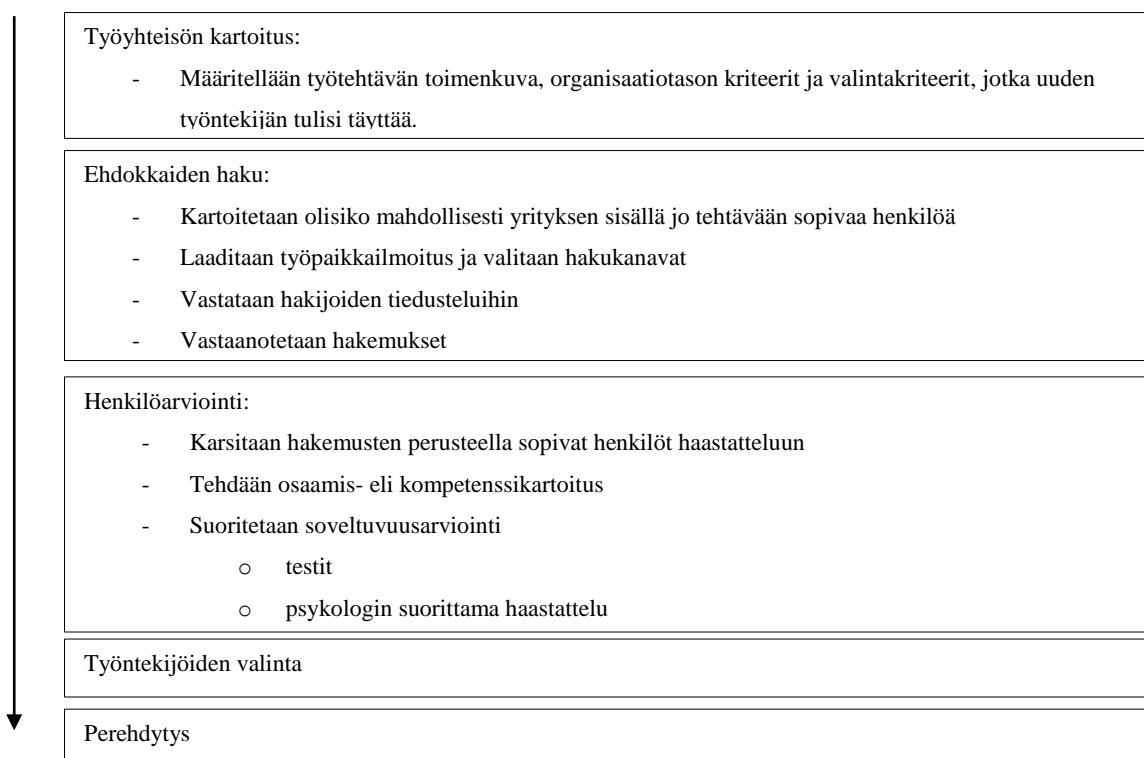 Työyhteisön kartoitus:
- Määritellään työtehtävän toimenkuva, organisaatiotason kriteerit ja valintakriteerit, jotka uuden
työntekijän tulisi täyttää.
Ehdokkaiden haku:
- Kartoitetaan olisiko mahdollisesti yrityksen sisällä jo tehtävään sopivaa henkilöä
- Laaditaan työpaikkailmoitus ja valitaan hakukanavat
- Vastataan hakijoiden tiedusteluihin
- Vastaanotetaan hakemukset
Henkilöarviointi:
- Karsitaan hakemusten perusteella sopivat henkilöt haastatteluun
- Tehdään osaamis- eli kompetenssikartoitus
- Suoritetaan soveltuvuusarviointi
o testit
o psykologin suorittama haastattelu
Työntekijöiden valinta
Perehdytys